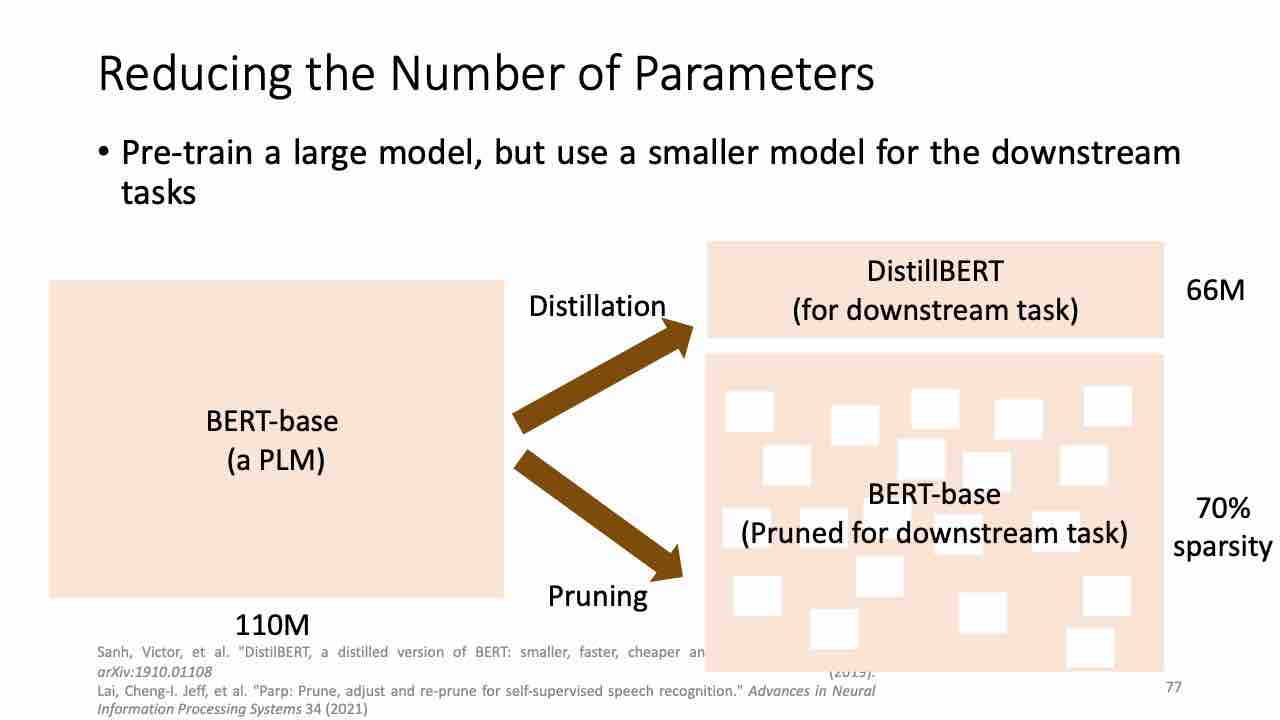 Reducing the Number of Parameters
• Pre-train a large model, but use a smaller model for the downstream
tasks
BERT-base
(a PLM)
110M
Distillation
Pruning
DistillBERT
(for downstream task)
66M
BERT-base
(Pruned for downstream task)
70%
sparsity
Sanh, Victor, et al. "DistilBERT, a distilled version of BERT: smaller, faster, cheaper
arXiv:1910.01108
Lai, Cheng-I. Jeff, et al. "Parp: Prune, adjust and re-prune for self-supervised speech recognition." Advances in Neural
Information Processing Systems 34 (2021)
77